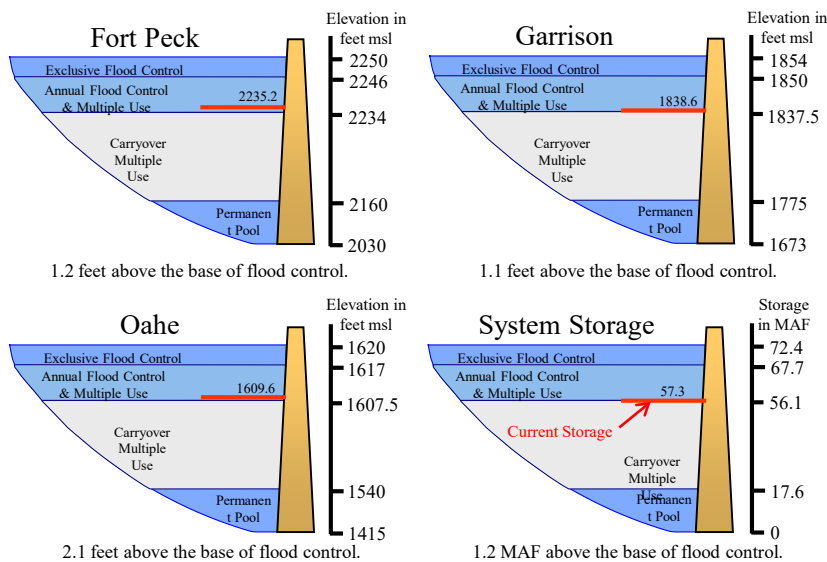 Fort Peck
Elevation in
feet msl
2250
2246
2234
2160
2030
Exclusive Flood Control
Annual Flood Control
& Multiple Use
2235.2
Carryover
Multiple
Use
Permanen
t Pool
1.2 feet above the base of flood control.
Garrison
Elevation in
feet msl
1854
1850
1837.5
1775
1673
Exclusive Flood Control
Annual Flood Control
& Multiple Use
1838.6
Carryover
Multiple
Use
Permanen
t Pool
1.1 feet above the base of flood control.
Oahe
Elevation in
feet msl
1620
1617
1607.5
1540
1415
Exclusive Flood Control
Annual Flood Control
& Multiple Use
1609.6
Carryover
Multiple
Use
Permanen
t Pool
2.1 feet above the base of flood control.
System Storage
Storage
in MAF
72.4
67.7
56.1
17.6
0
Exclusive Flood Control
Annual Flood Control
& Multiple Use
57.3
Current Storage
Carryover
Multiple
Use
Permanen
t Pool
1.2 MAF above the base of flood control.